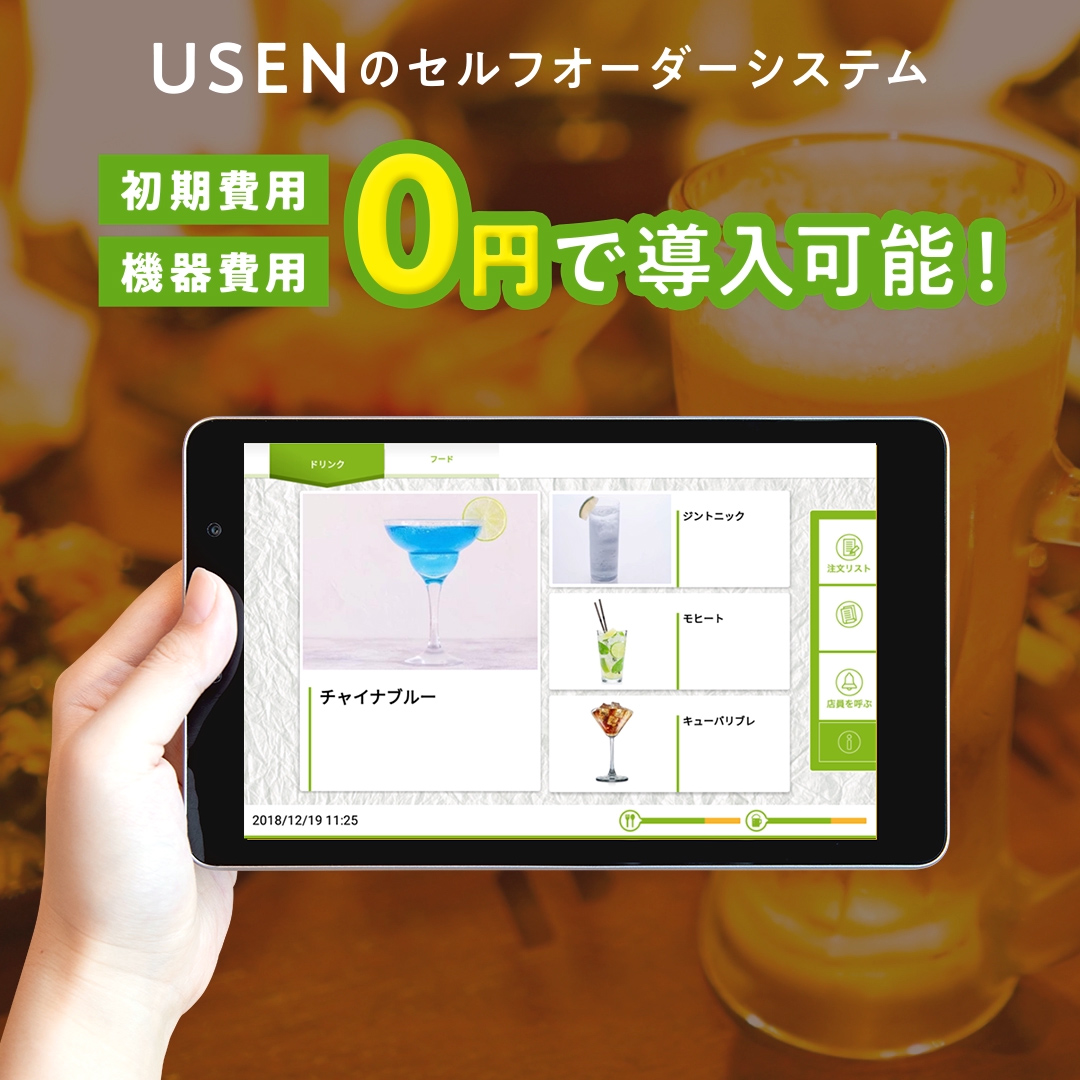 USENのセルフオーダーシステム
初期費用
機器費用
0円で導入可能!
ドリンク
フード
チャイナブルー
ジントニック
モヒート
キューバリブレ
注文リスト
店員を呼ぶ
2018/12/19 11:25